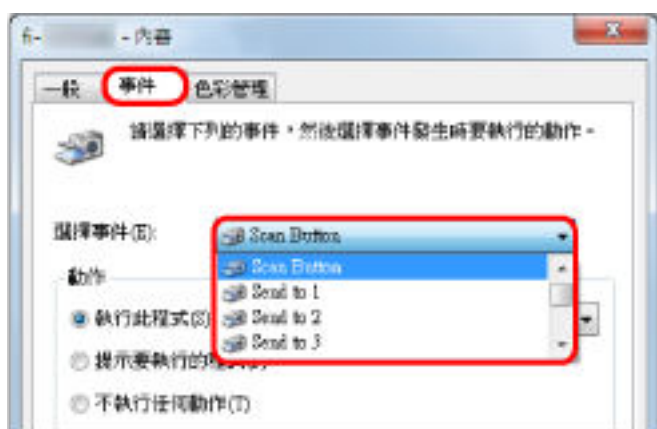 fi- - 內容
一般 事件 色彩管理
請選擇下列的事件，然後選擇事件發生時要執行的動作。
選擇事件(E):
Scan Button
Scan Button
Send to 1
Send to 2
Send to 3
動作
執行此程式(S)
提示要執行的
不執行任何動作(T)